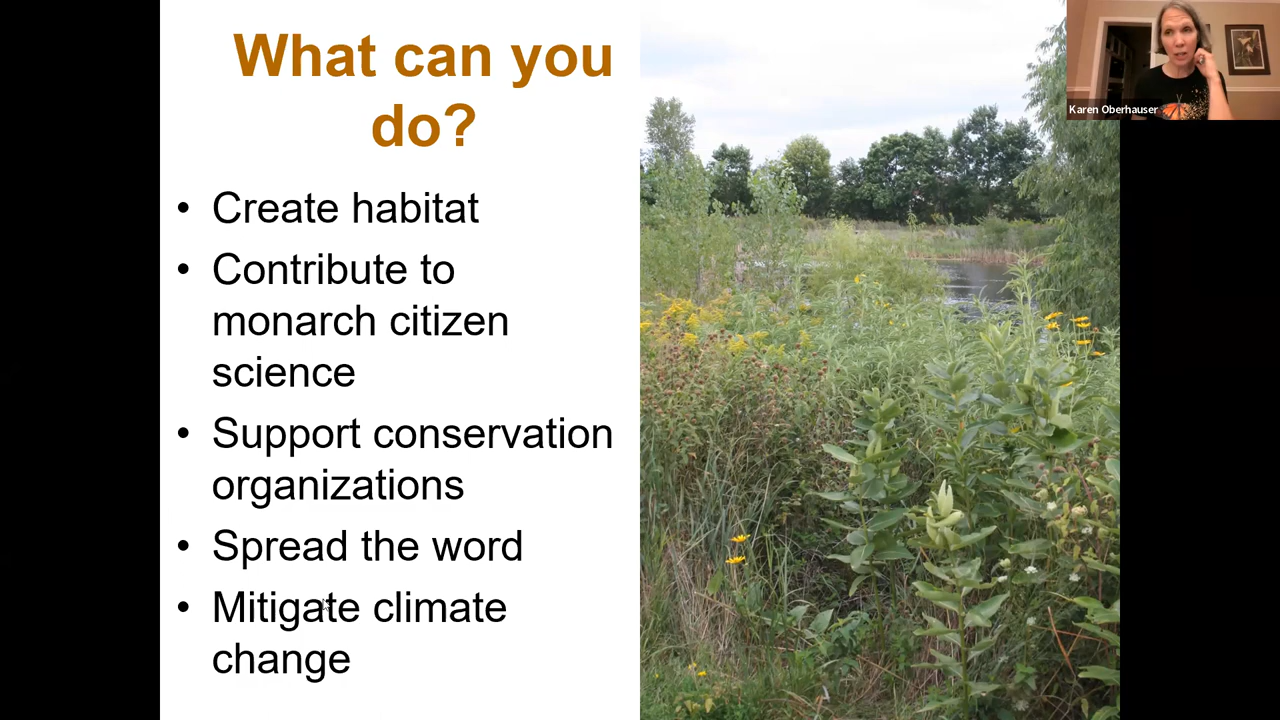 What can you
do?
• Create habitat
• Contribute to
monarch citizen
science
• Support conservation
organizations
• Spread the word
• Mitigate climate
change
Karen Oberhauser